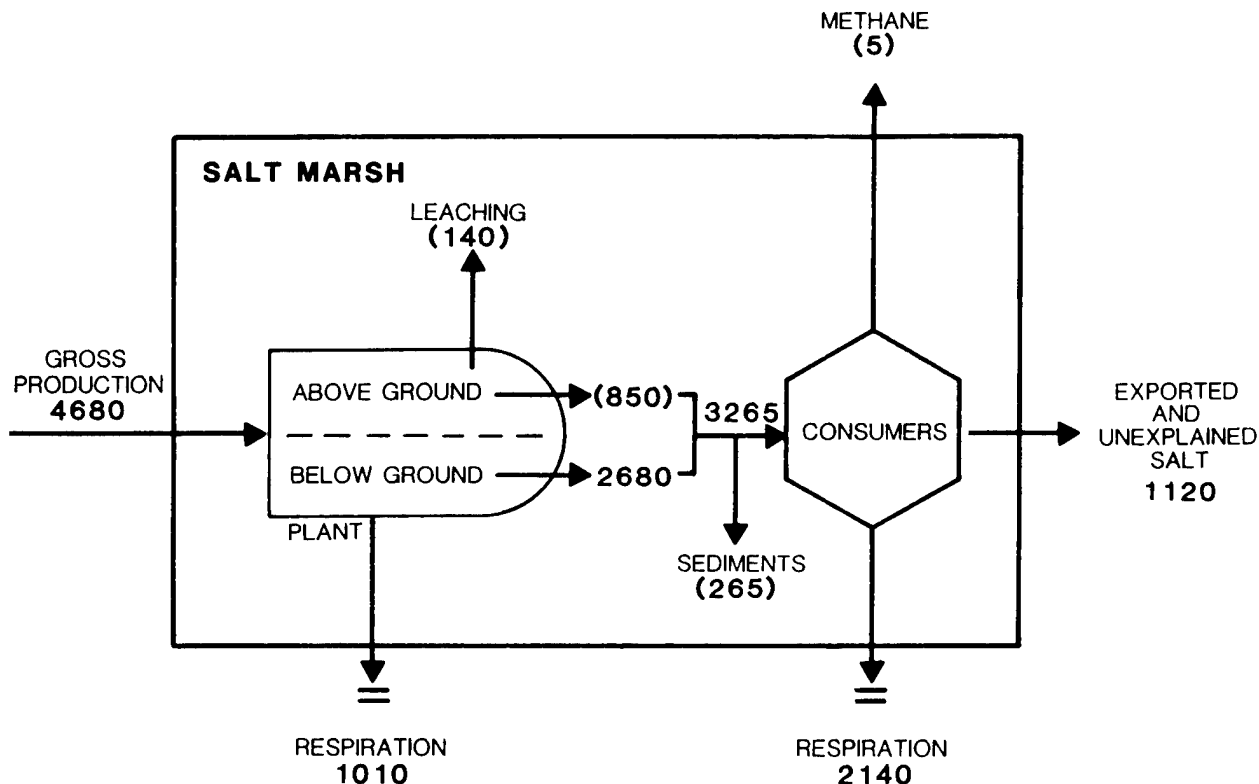 METHANE
(5)
SALT MARSH
LEACHING
(140)
GROSS
PRODUCTION
4680
ABOVE GROUND
(850)
3265
CONSUMERS
EXPORTED
AND
UNEXPLAINED
SALT
1120
BELOW GROUND
2680
PLANT
SEDIMENTS
(265)
RESPIRATION
1010
RESPIRATION
2140